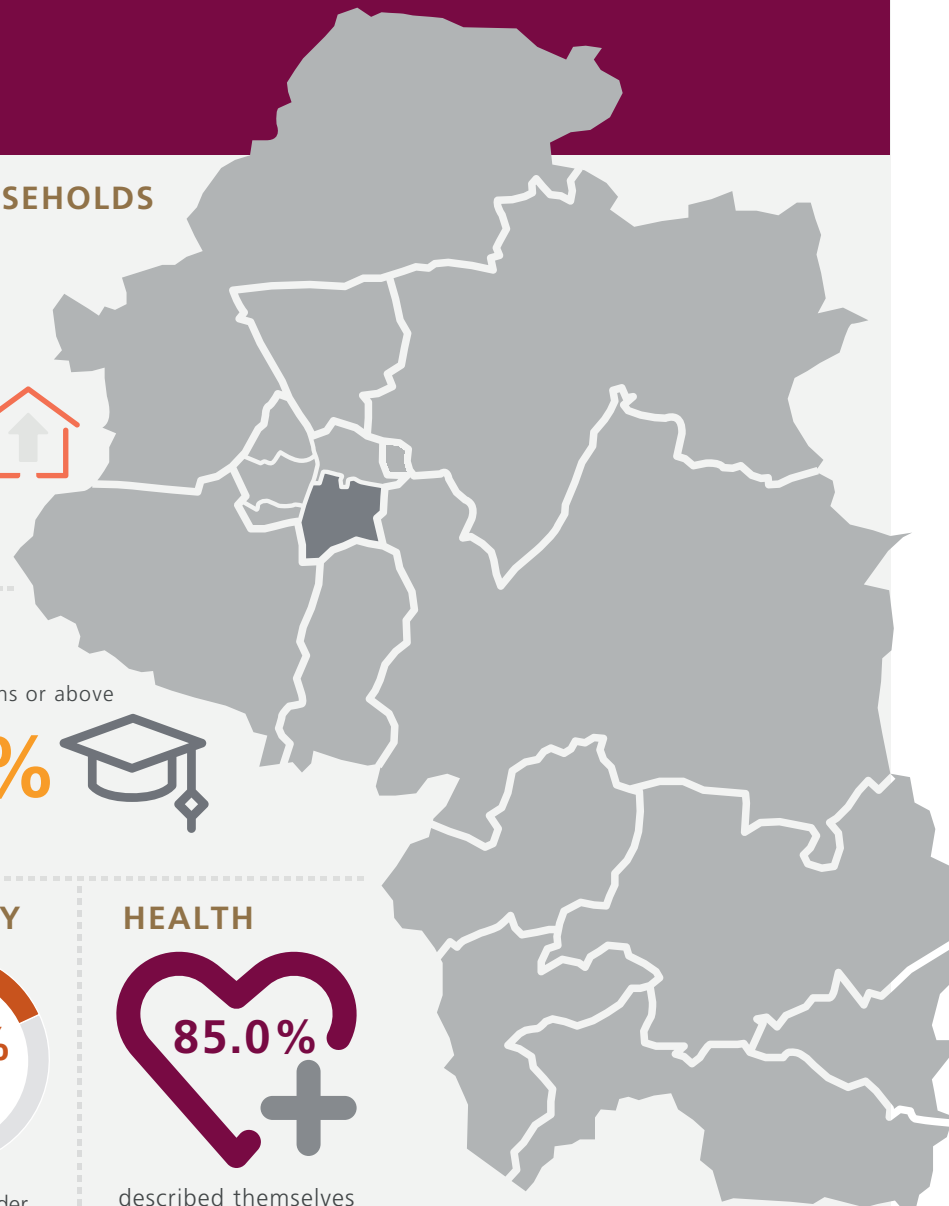 SEHOLDS
ns or above
%
Y
HEALTH
%
85.0%
der
described themselves